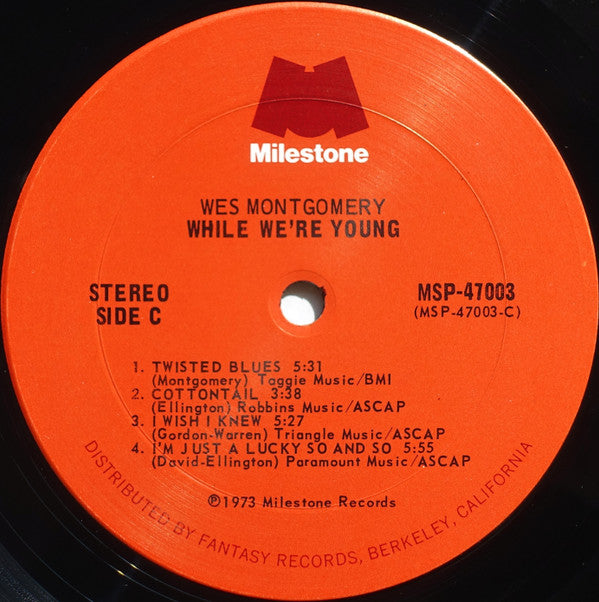 Milestone
WES MONTGOMERY
WHILE WE'RE YOUNG
STEREO
SIDE C
MSP-47003
(MSP-47003-C)
1. TWISTED BLUES 5:31
(Montgomery) Taggie Music/BMI
2. COTTONTAIL 3:38
(Ellington) Robbins Music/ASCAP
3. I WISH I KNEW 5:27
(Gordon-Warren) Triangle Music/ASCAP
4. I'M JUST A LUCKY SO AND SO 5:55
(David-Ellington) Paramount Music/ASCAP
℗1973 Milestone Records
DISTRIBUTED BY FANTASY RECORDS, BERKELEY, CALIFORNIA